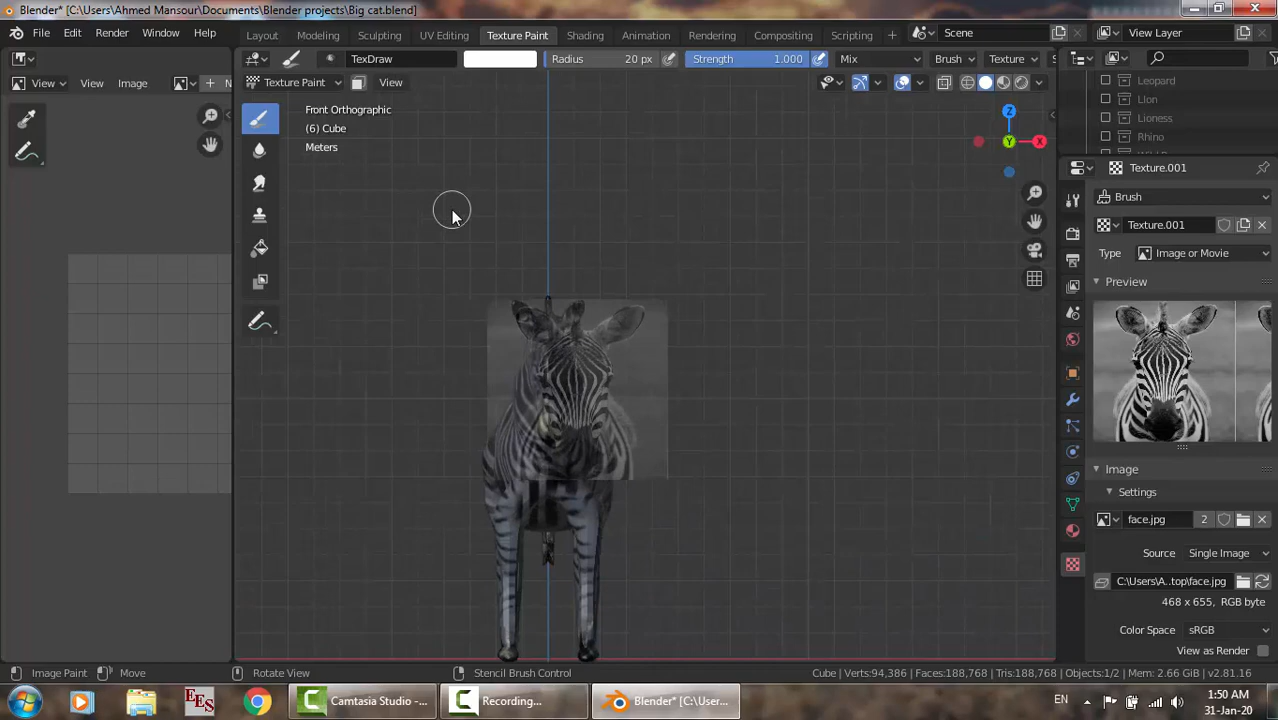 Blender* [C:\Users\Ahmed Mansour\Documents\Blender projects\Big cat.blend]
File Edit Render Window Help Layout Modeling Sculpting UV Editing Texture Paint Shading Animation Rendering Compositing Scripting Scene View Layer
TexDraw Radius 20 px Strength 1.000 Mix Brush Texture
View View Image N Texture Paint View
Leopard
LIon
Lioness
Rhino
Front Orthographic
(6) Cube
Meters
Z
Y
X
Texture.001
Brush
Texture.001
Type Image or Movie
Preview
Image
Settings
face.jpg 2
Source Single Image
C:\Users\A..top\face.jpg
468 x 655, RGB byte
Color Space sRGB
View as Render
Image Paint Move Rotate View Stencil Brush Control Cube | Verts:94,386 | Faces:188,768 | Tris:188,768 | Objects:1/2 | Mem: 2.66 GiB | v2.81.16
EES Camtasia Studio -... Recording... Blender* [C:\User... EN 1:50 AM
31-Jan-20